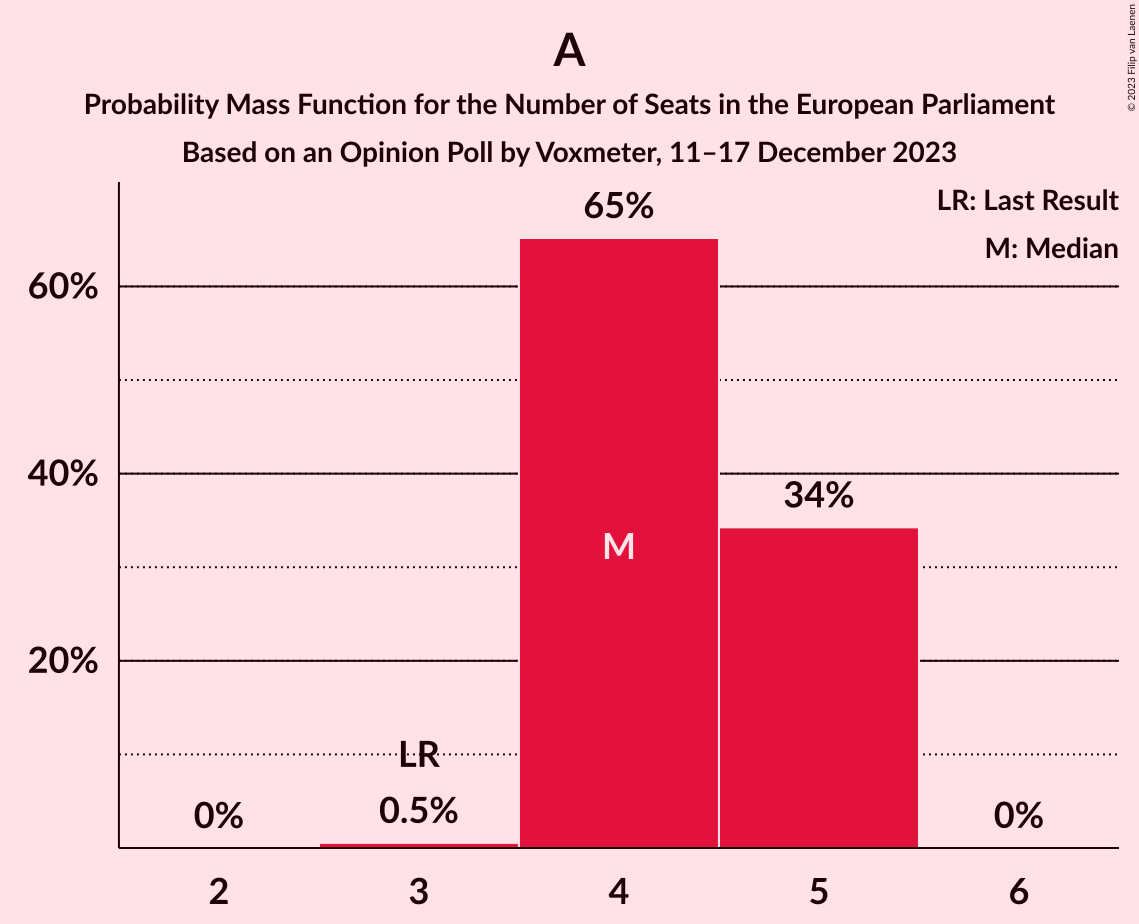 A
Probability Mass Function for the Number of Seats in the European Parliament
Based on an Opinion Poll by Voxmeter, 11–17 December 2023
© 2023 Filip van Laenen
LR: Last Result
M: Median
65%
60%
40%
34%
M
20%
LR
0%
0.5%
0%
2
3
4
5
6